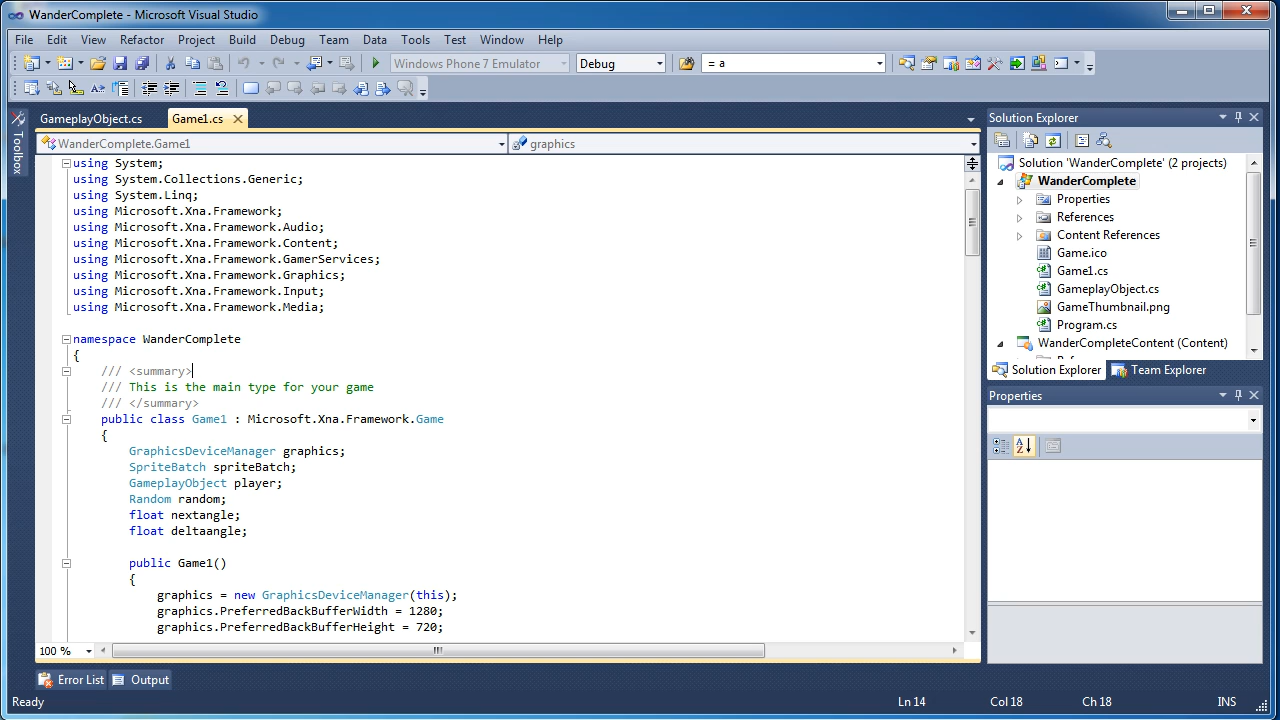 WanderComplete - Microsoft Visual Studio
File Edit View Refactor Project Build Debug Team Data Tools Test Window Help
Windows Phone 7 Emulator Debug = a
GameplayObject.cs Game1.cs
Toolbox
WanderComplete.Game1 graphics
using System;
using System.Collections.Generic;
using System.Linq;
using Microsoft.Xna.Framework;
using Microsoft.Xna.Framework.Audio;
using Microsoft.Xna.Framework.Content;
using Microsoft.Xna.Framework.GamerServices;
using Microsoft.Xna.Framework.Graphics;
using Microsoft.Xna.Framework.Input;
using Microsoft.Xna.Framework.Media;
namespace WanderComplete
{
/// <summary>
/// This is the main type for your game
/// </summary>
public class Game1 : Microsoft.Xna.Framework.Game
{
GraphicsDeviceManager graphics;
SpriteBatch spriteBatch;
GameplayObject player;
Random random;
float nextangle;
float deltaangle;
public Game1()
{
graphics = new GraphicsDeviceManager(this);
graphics.PreferredBackBufferWidth = 1280;
graphics.PreferredBackBufferHeight = 720;
100 %
Solution Explorer
Solution 'WanderComplete' (2 projects)
WanderComplete
Properties
References
Content References
Game.ico
Game1.cs
GameplayObject.cs
GameThumbnail.png
Program.cs
WanderCompleteContent (Content)
Solution Explorer Team Explorer
Properties
Error List Output
Ready Ln 14 Col 18 Ch 18 INS